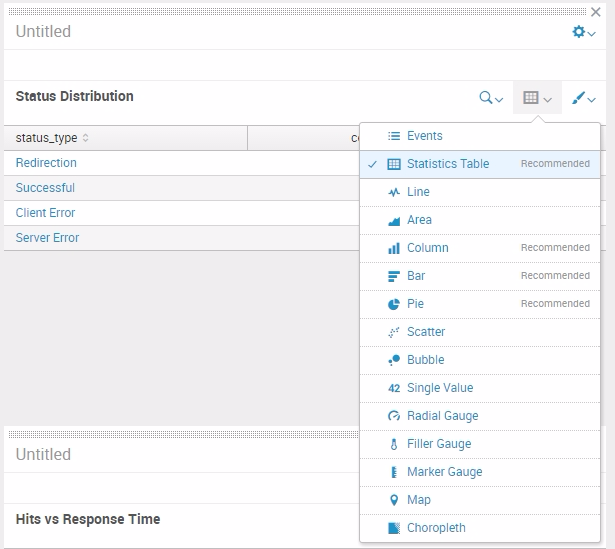 Untitled
Status Distribution
status_type
Redirection
Successful
Client Error
Server Error
Events
Statistics Table Recommended
Line
Area
Column Recommended
Bar Recommended
Pie Recommended
Scatter
Bubble
42 Single Value
Radial Gauge
Filler Gauge
Marker Gauge
Map
Choropleth
Untitled
Hits vs Response Time